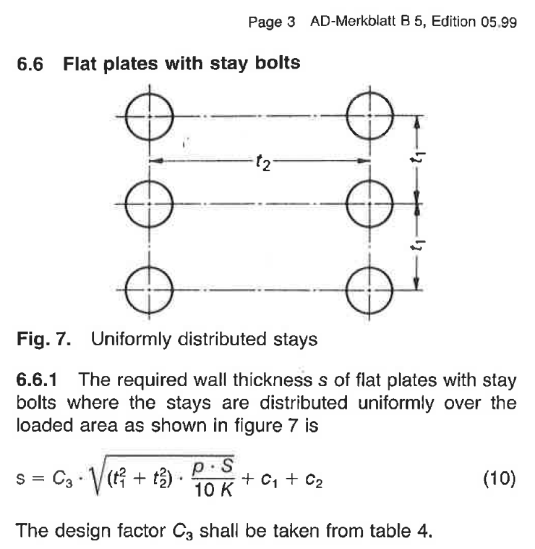 Page 3 AD-Merkblatt B 5, Edition 05.99
6.6 Flat plates with stay bolts
t₂
t₁
t₁
Fig. 7. Uniformly distributed stays
6.6.1 The required wall thickness s of flat plates with stay
bolts where the stays are distributed uniformly over the
loaded area as shown in figure 7 is
s = C₃ · √((t₁² + t₂²) · (p · S)/(10 K)) + c₁ + c₂ (10)
The design factor C₃ shall be taken from table 4.